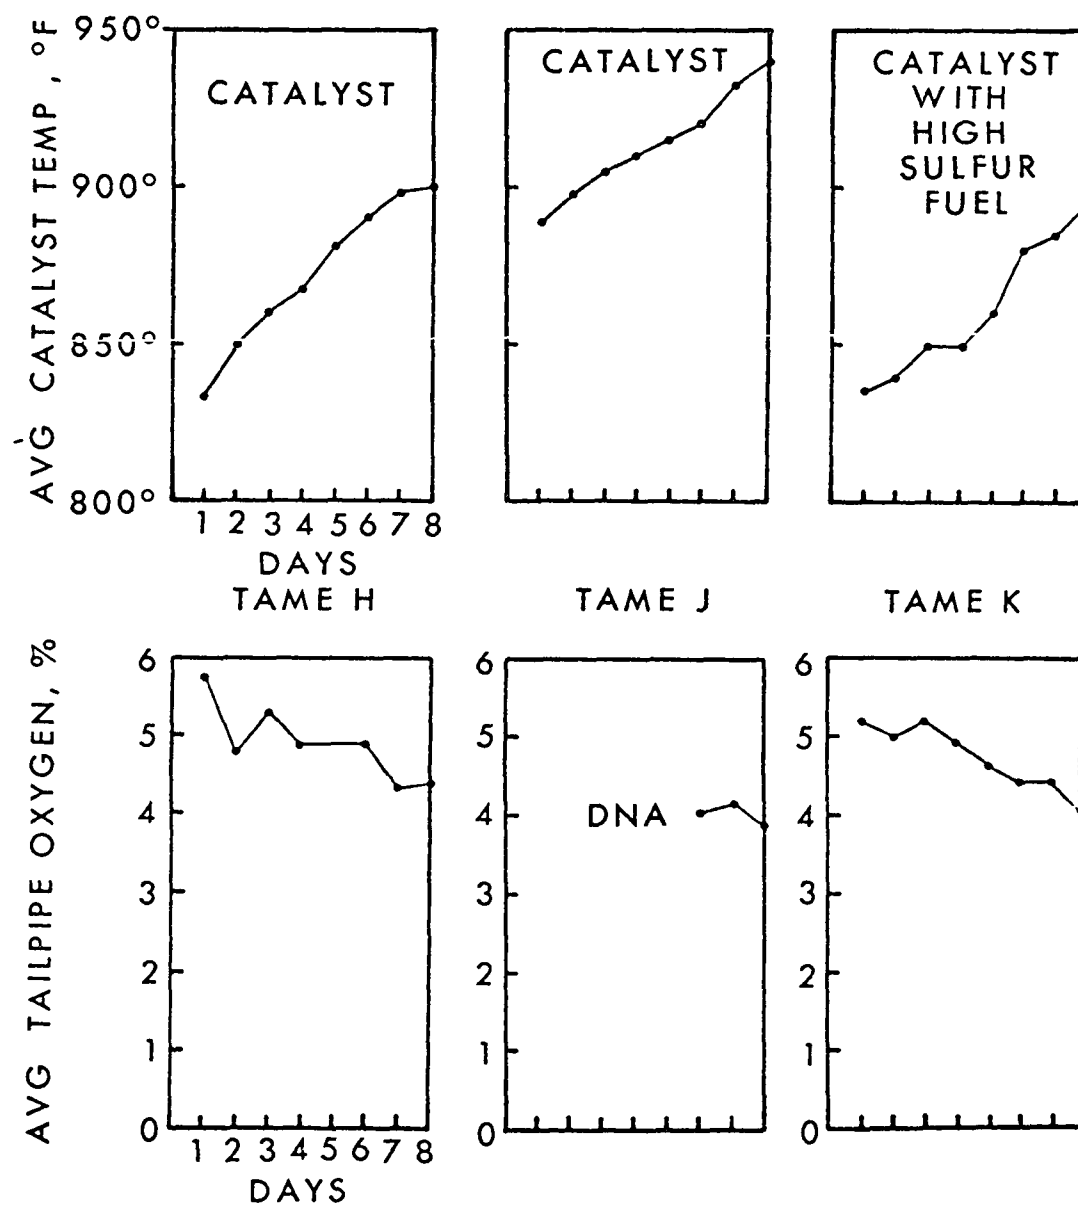 AVG CATALYST TEMP, °F
950°
900°
850°
800°
CATALYST
CATALYST
CATALYST
WITH
HIGH
SULFUR
FUEL
1 2 3 4 5 6 7 8
DAYS
TAME H
TAME J
TAME K
AVG TAILPIPE OXYGEN, %
6
5
4
3
2
1
0
6
5
4
3
2
1
0
DNA
6
5
4
3
2
1
0
1 2 3 4 5 6 7 8
DAYS